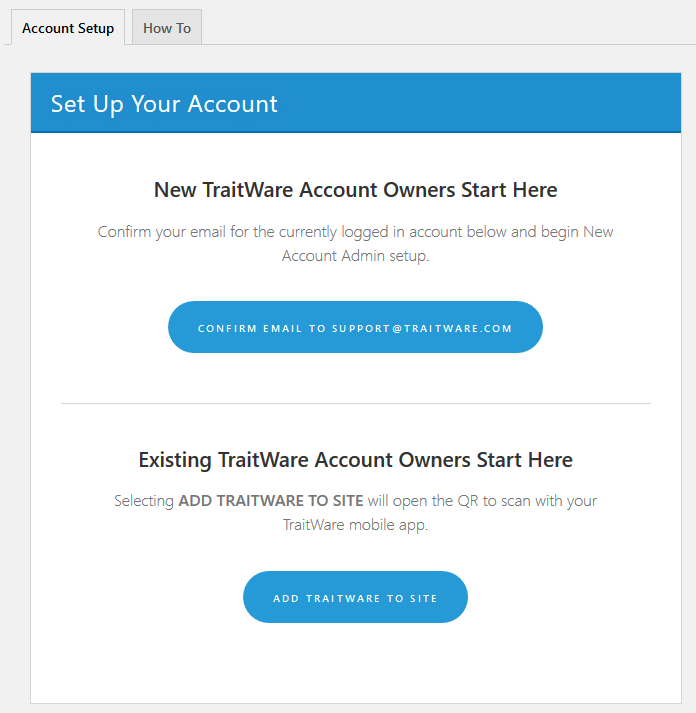 Account Setup
How To
Set Up Your Account
New TraitWare Account Owners Start Here
Confirm your email for the currently logged in account below and begin New
Account Admin setup.
CONFIRM EMAIL TO SUPPORT@TRAITWARE.COM
Existing TraitWare Account Owners Start Here
Selecting ADD TRAITWARE TO SITE will open the QR to scan with your
TraitWare mobile app.
ADD TRAITWARE TO SITE